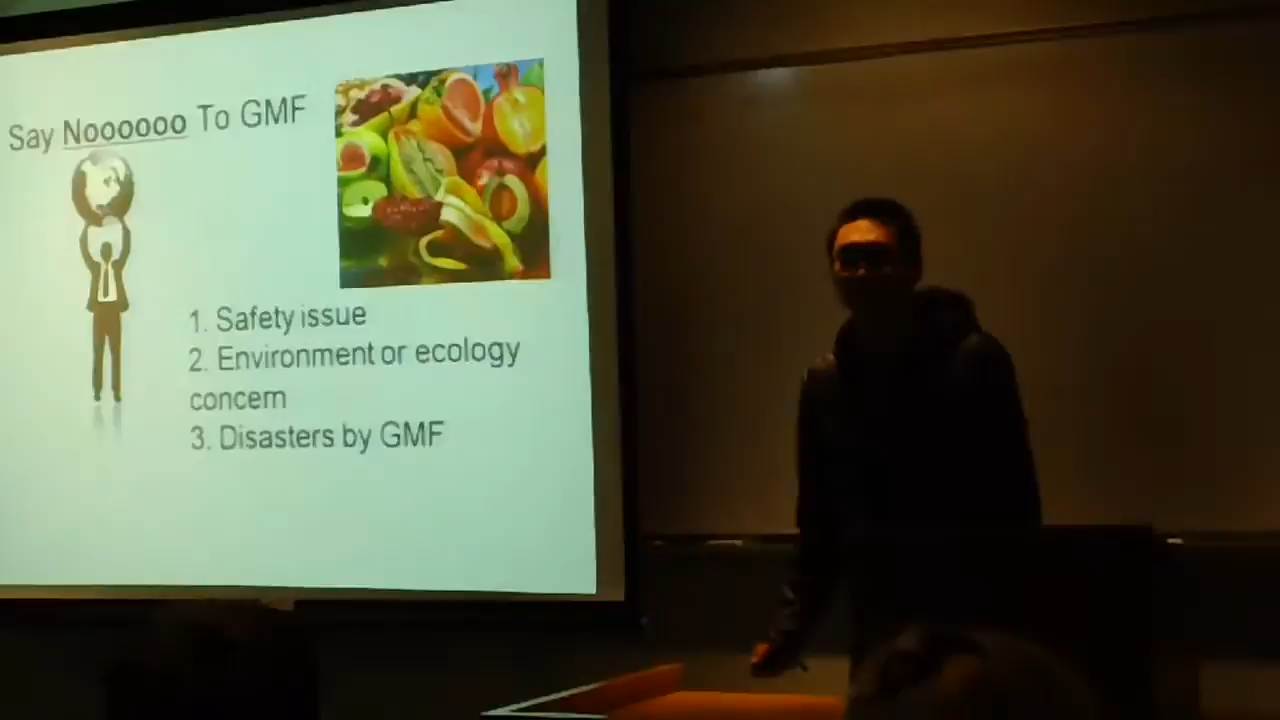 Say Noooooo To GMF
1. Safety issue
2. Environment or ecology
concern
3. Disasters by GMF